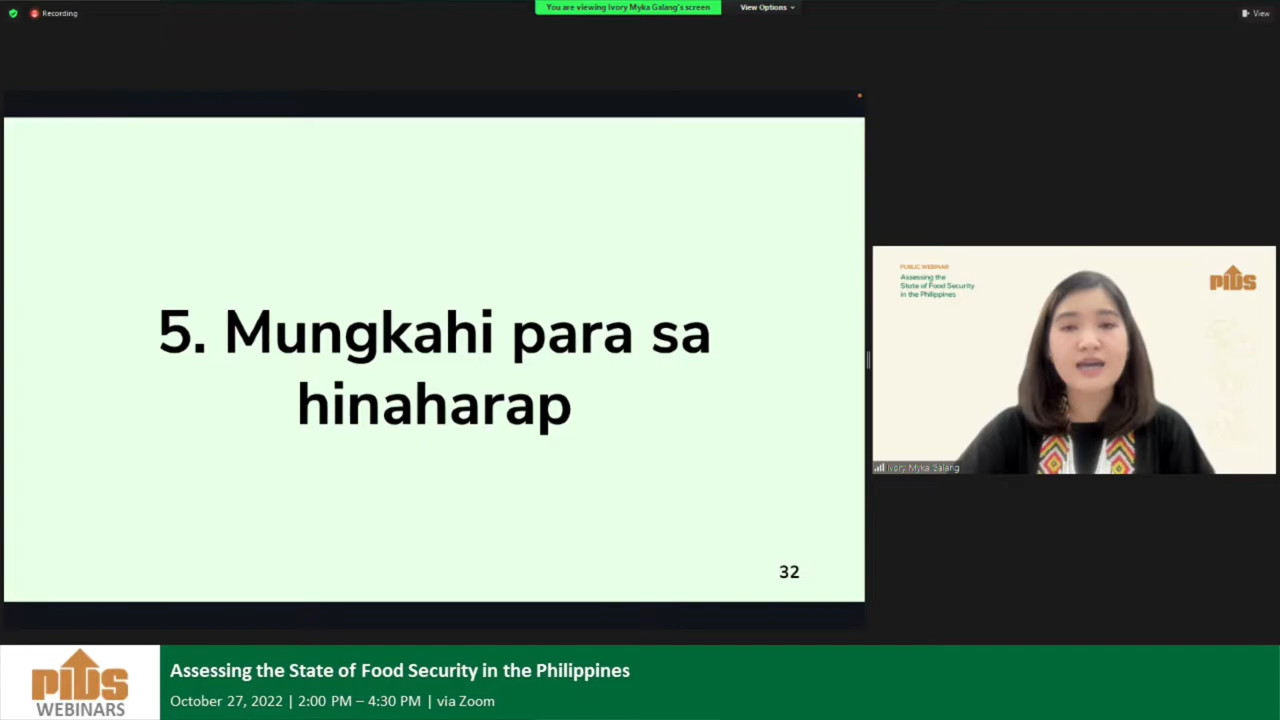 Recording
You are viewing Ivory Myka Galang's screen
View Options
View
5. Mungkahi para sa
hinaharap
32
PUBLIC WEBINAR
Assessing the
State of Food Security
in the Philippines
PIDS
Ivory Myka Galang
PIDS
WEBINARS
Assessing the State of Food Security in the Philippines
October 27, 2022 | 2:00 PM – 4:30 PM | via Zoom